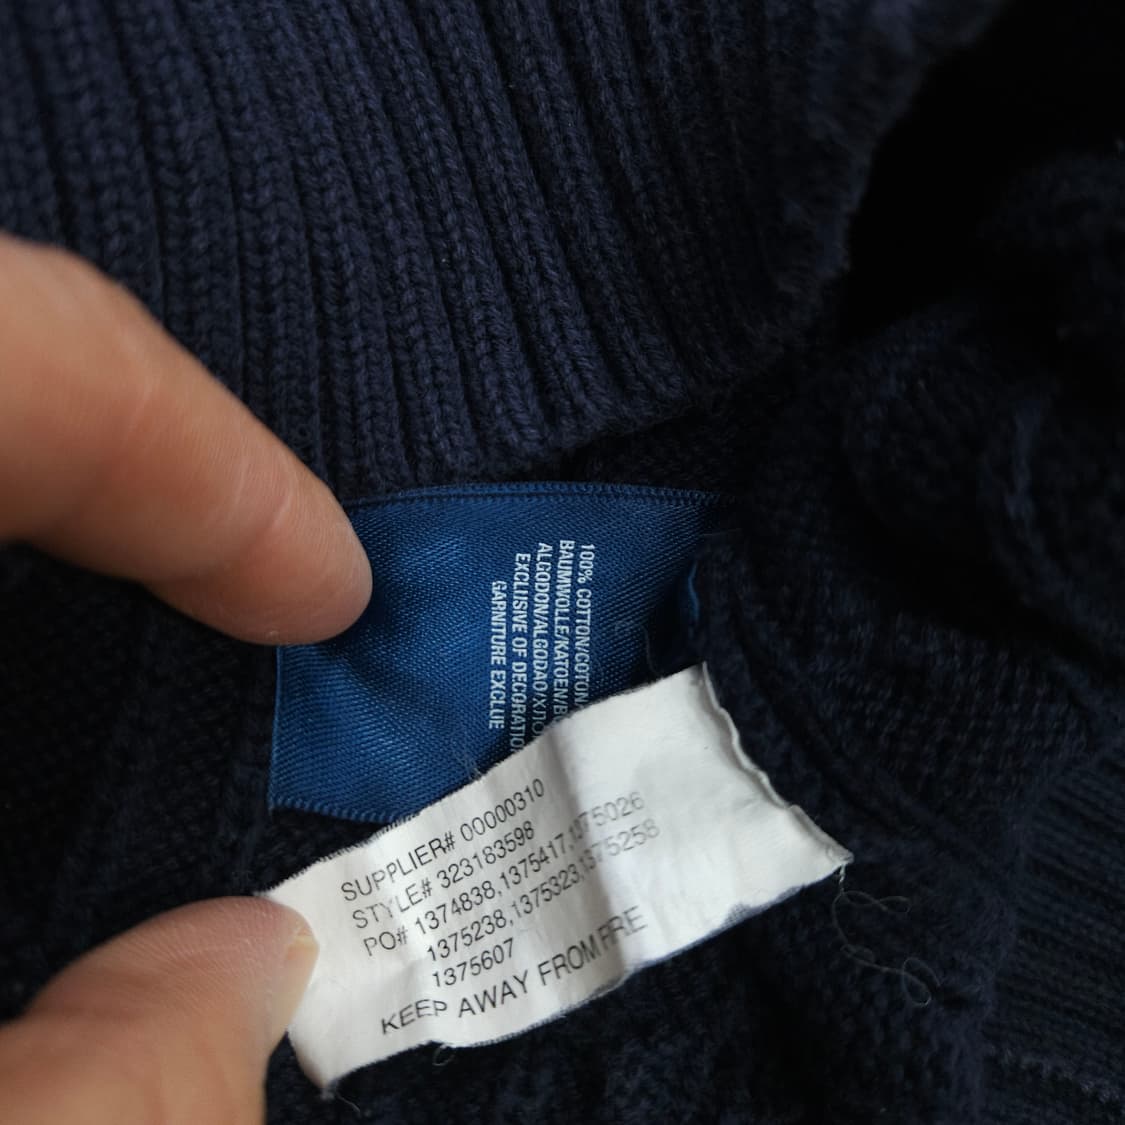 100% COTTON/COTON
BAUMWOLLE/KATOEN/B
ALGODON/ALGODAO/ΧΠΟ
EXCLUSIVE OF DECORATIO
GARNITURE EXCLUE
SUPPLIER# 00000310
STYLE# 323183598
PO# 1374838,1375417,1375026
1375238,1375323,1375258
1375607
KEEP AWAY FROM FIRE